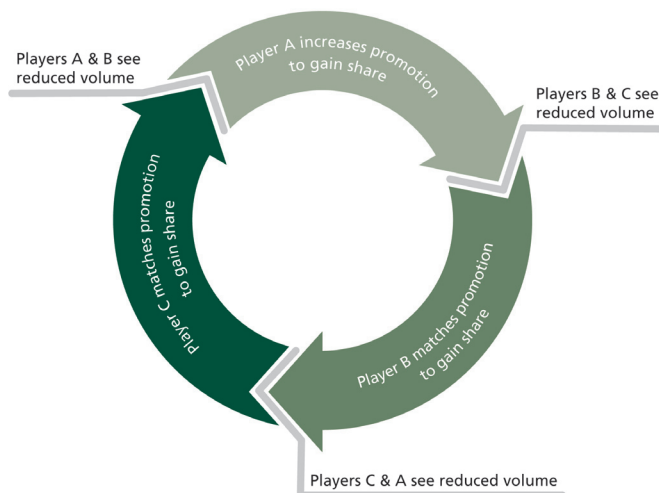 Players A & B see
reduced volume
Player A increases promotion
to gain share
Players B & C see
reduced volume
Player B matches promotion
to gain share
Players C & A see reduced volume
Player C matches promotion
to gain share